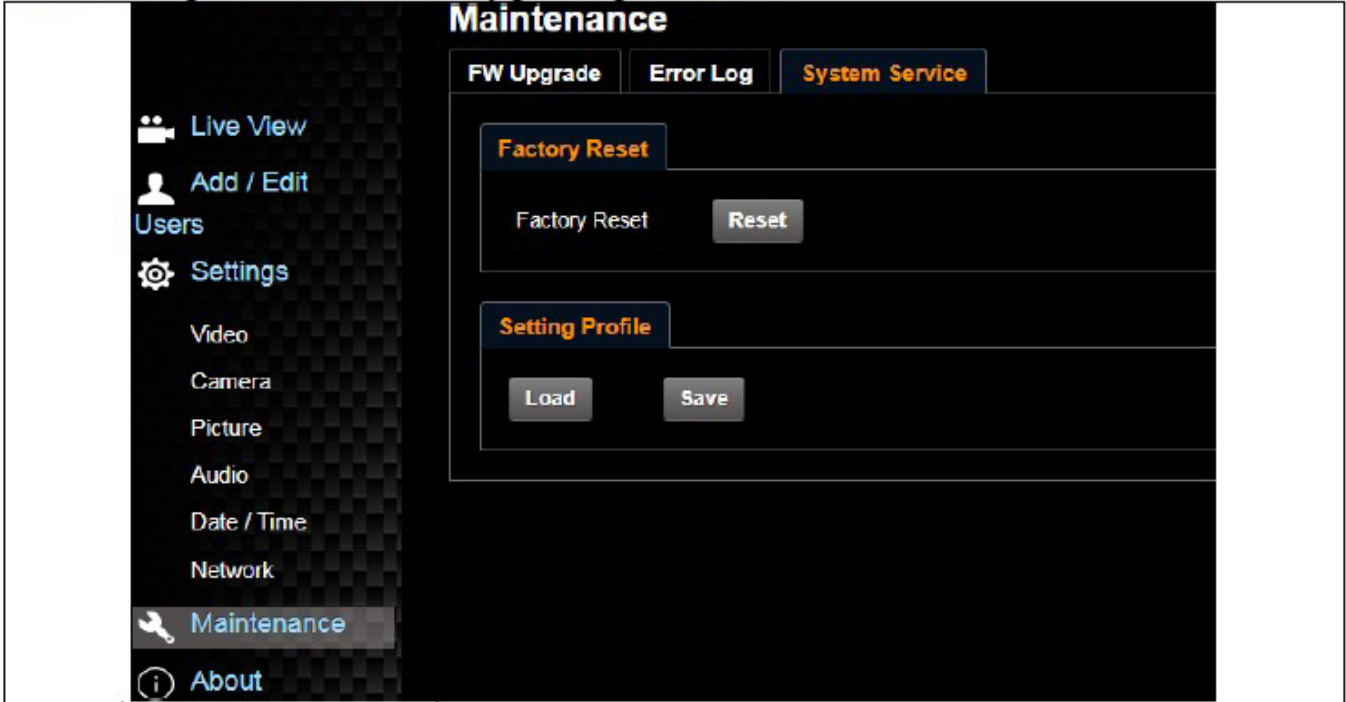 Maintenance
FW Upgrade Error Log System Service
Live View
Add / Edit
Users
Settings
Video
Camera
Picture
Audio
Date / Time
Network
Maintenance
About
Factory Reset
Factory Reset Reset
Setting Profile
Load Save